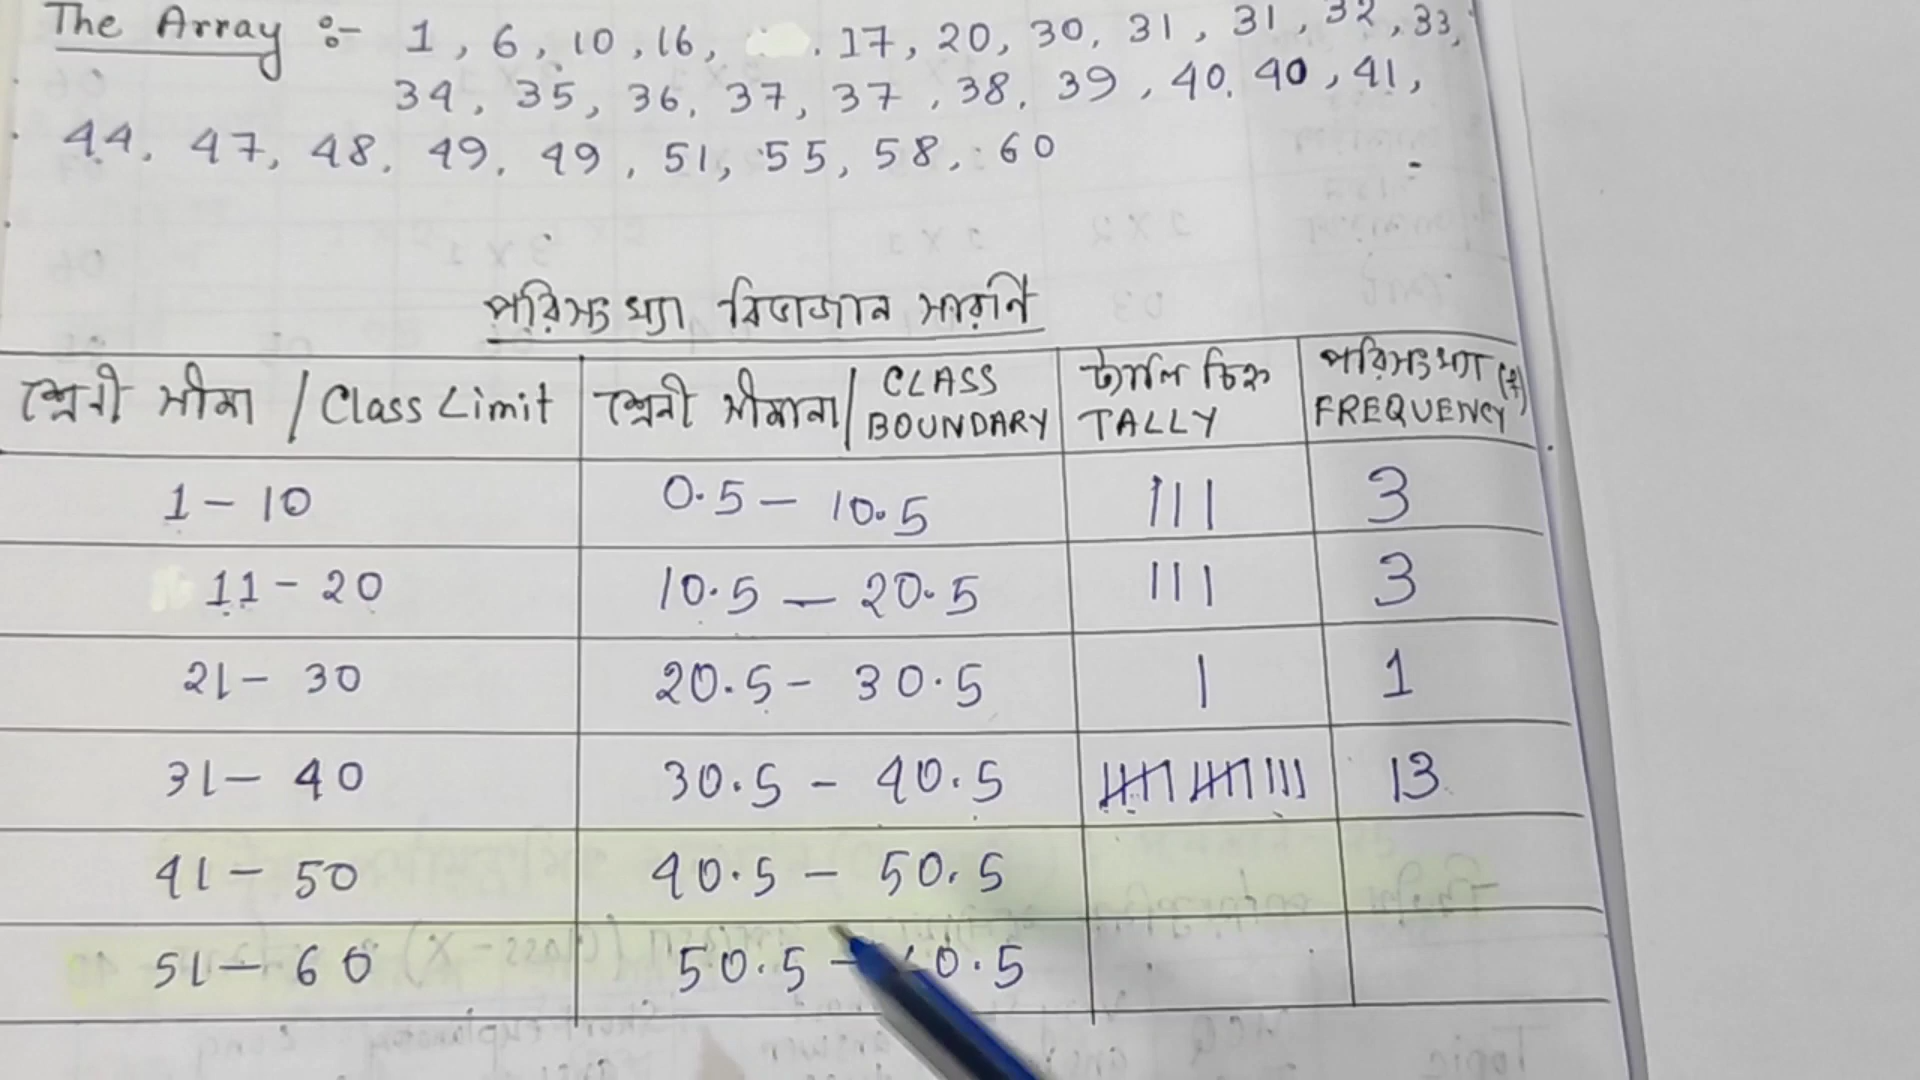 The Array :- 1, 6, 10, 16, 17, 20, 30, 31, 31, 32, 33,
34, 35, 36, 37, 37, 38, 39, 40, 40, 41,
44, 47, 48, 49, 49, 51, 55, 58, 60
পরিসংখ্যা বিভাজন সারণি
শ্রেনী সীমা / Class Limit শ্রেনী সীমানা / CLASS BOUNDARY ট্যালি চিহ্ন TALLY পরিসংখ্যা (f) FREQUENCY
1 - 10 0.5 - 10.5 ||| 3
11 - 20 10.5 - 20.5 ||| 3
21 - 30 20.5 - 30.5 | 1
31 - 40 30.5 - 40.5 |||| |||| ||| 13
41 - 50 40.5 - 50.5
51 - 60 50.5 - 60.5